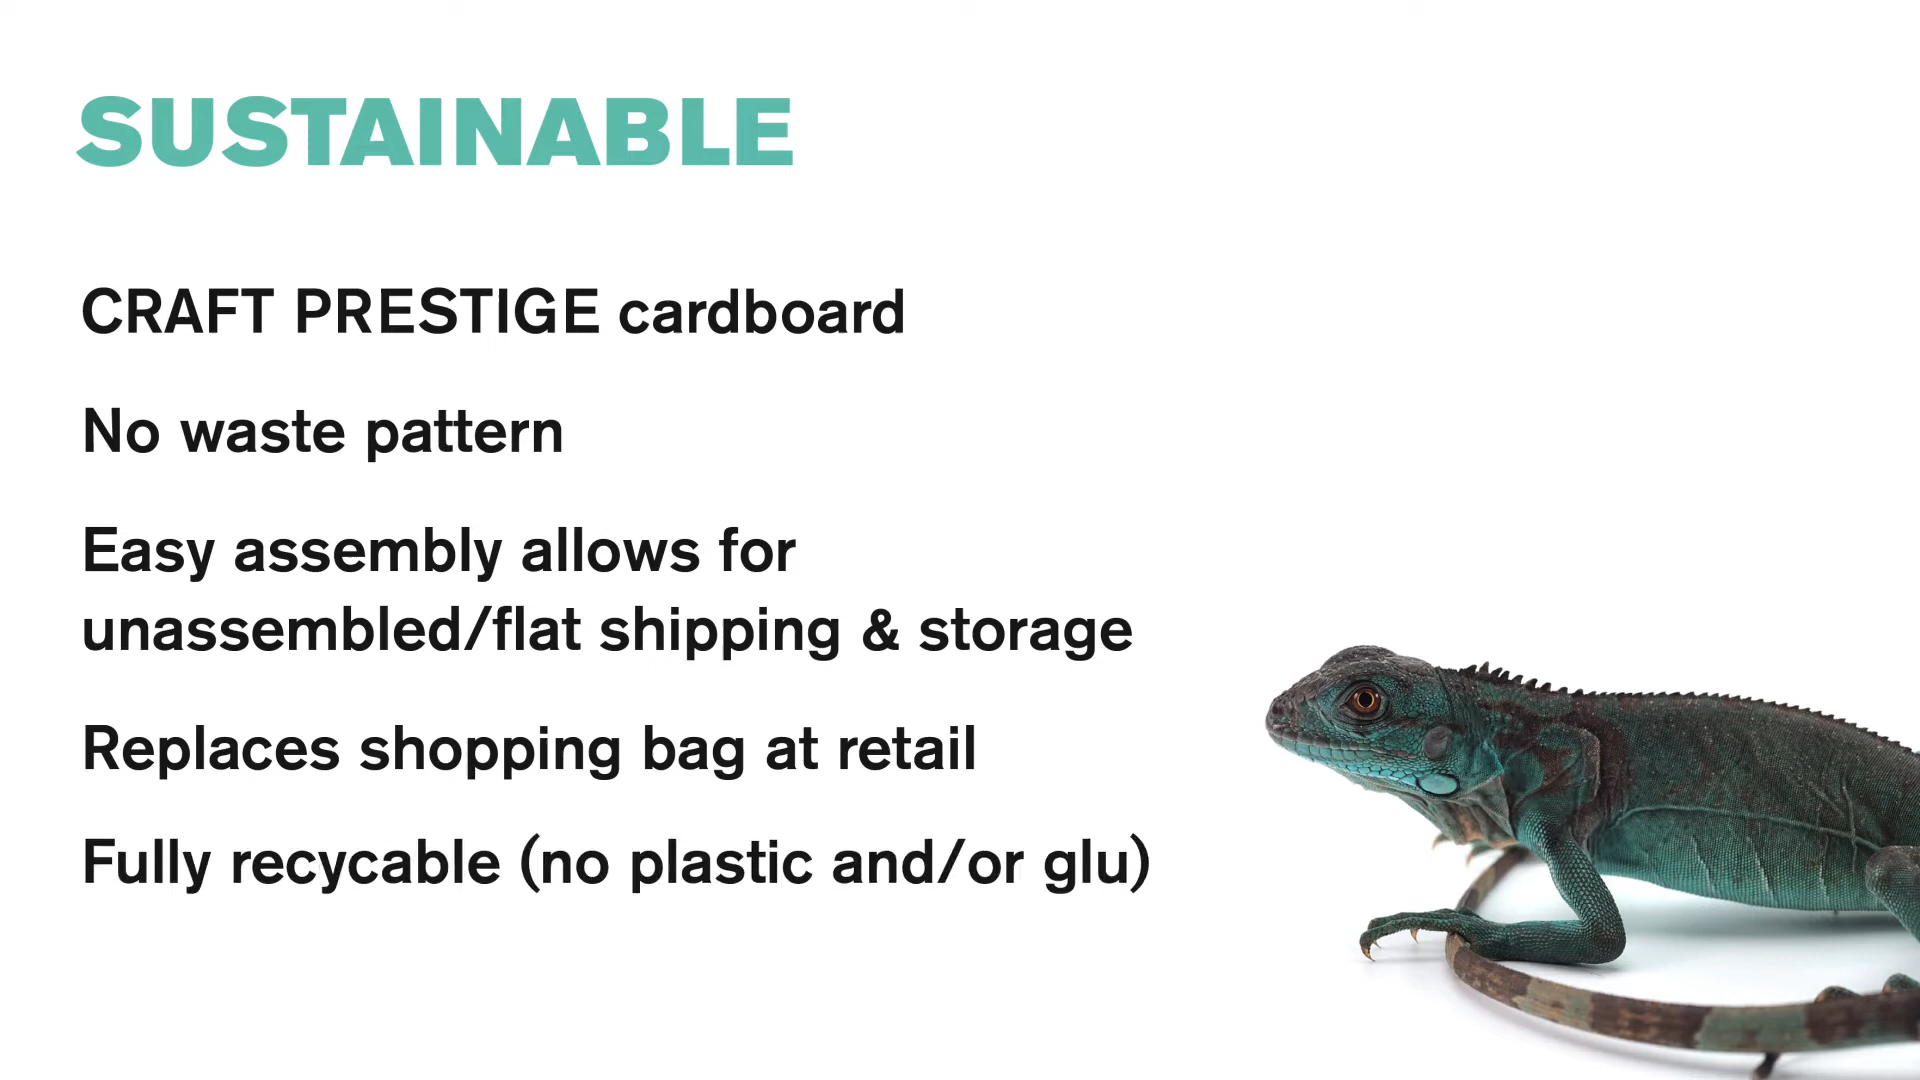 SUSTAINABLE
CRAFT PRESTIGE cardboard
No waste pattern
Easy assembly allows for
unassembled/flat shipping & storage
Replaces shopping bag at retail
Fully recycable (no plastic and/or glu)